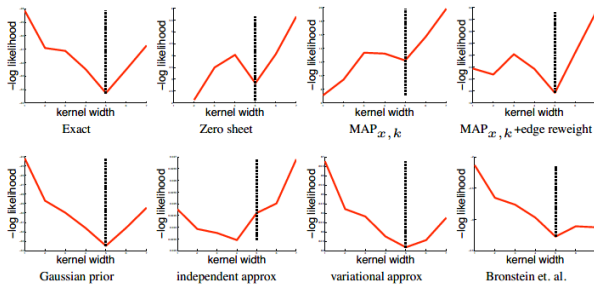 -log likelihood
kernel width
Exact
-log likelihood
kernel width
Zero sheet
-log likelihood
kernel width
MAPx, k
-log likelihood
kernel width
MAPx, k+edge reweight
-log likelihood
kernel width
Gaussian prior
-log likelihood
kernel width
independent approx
-log likelihood
kernel width
variational approx
-log likelihood
kernel width
Bronstein et. al.